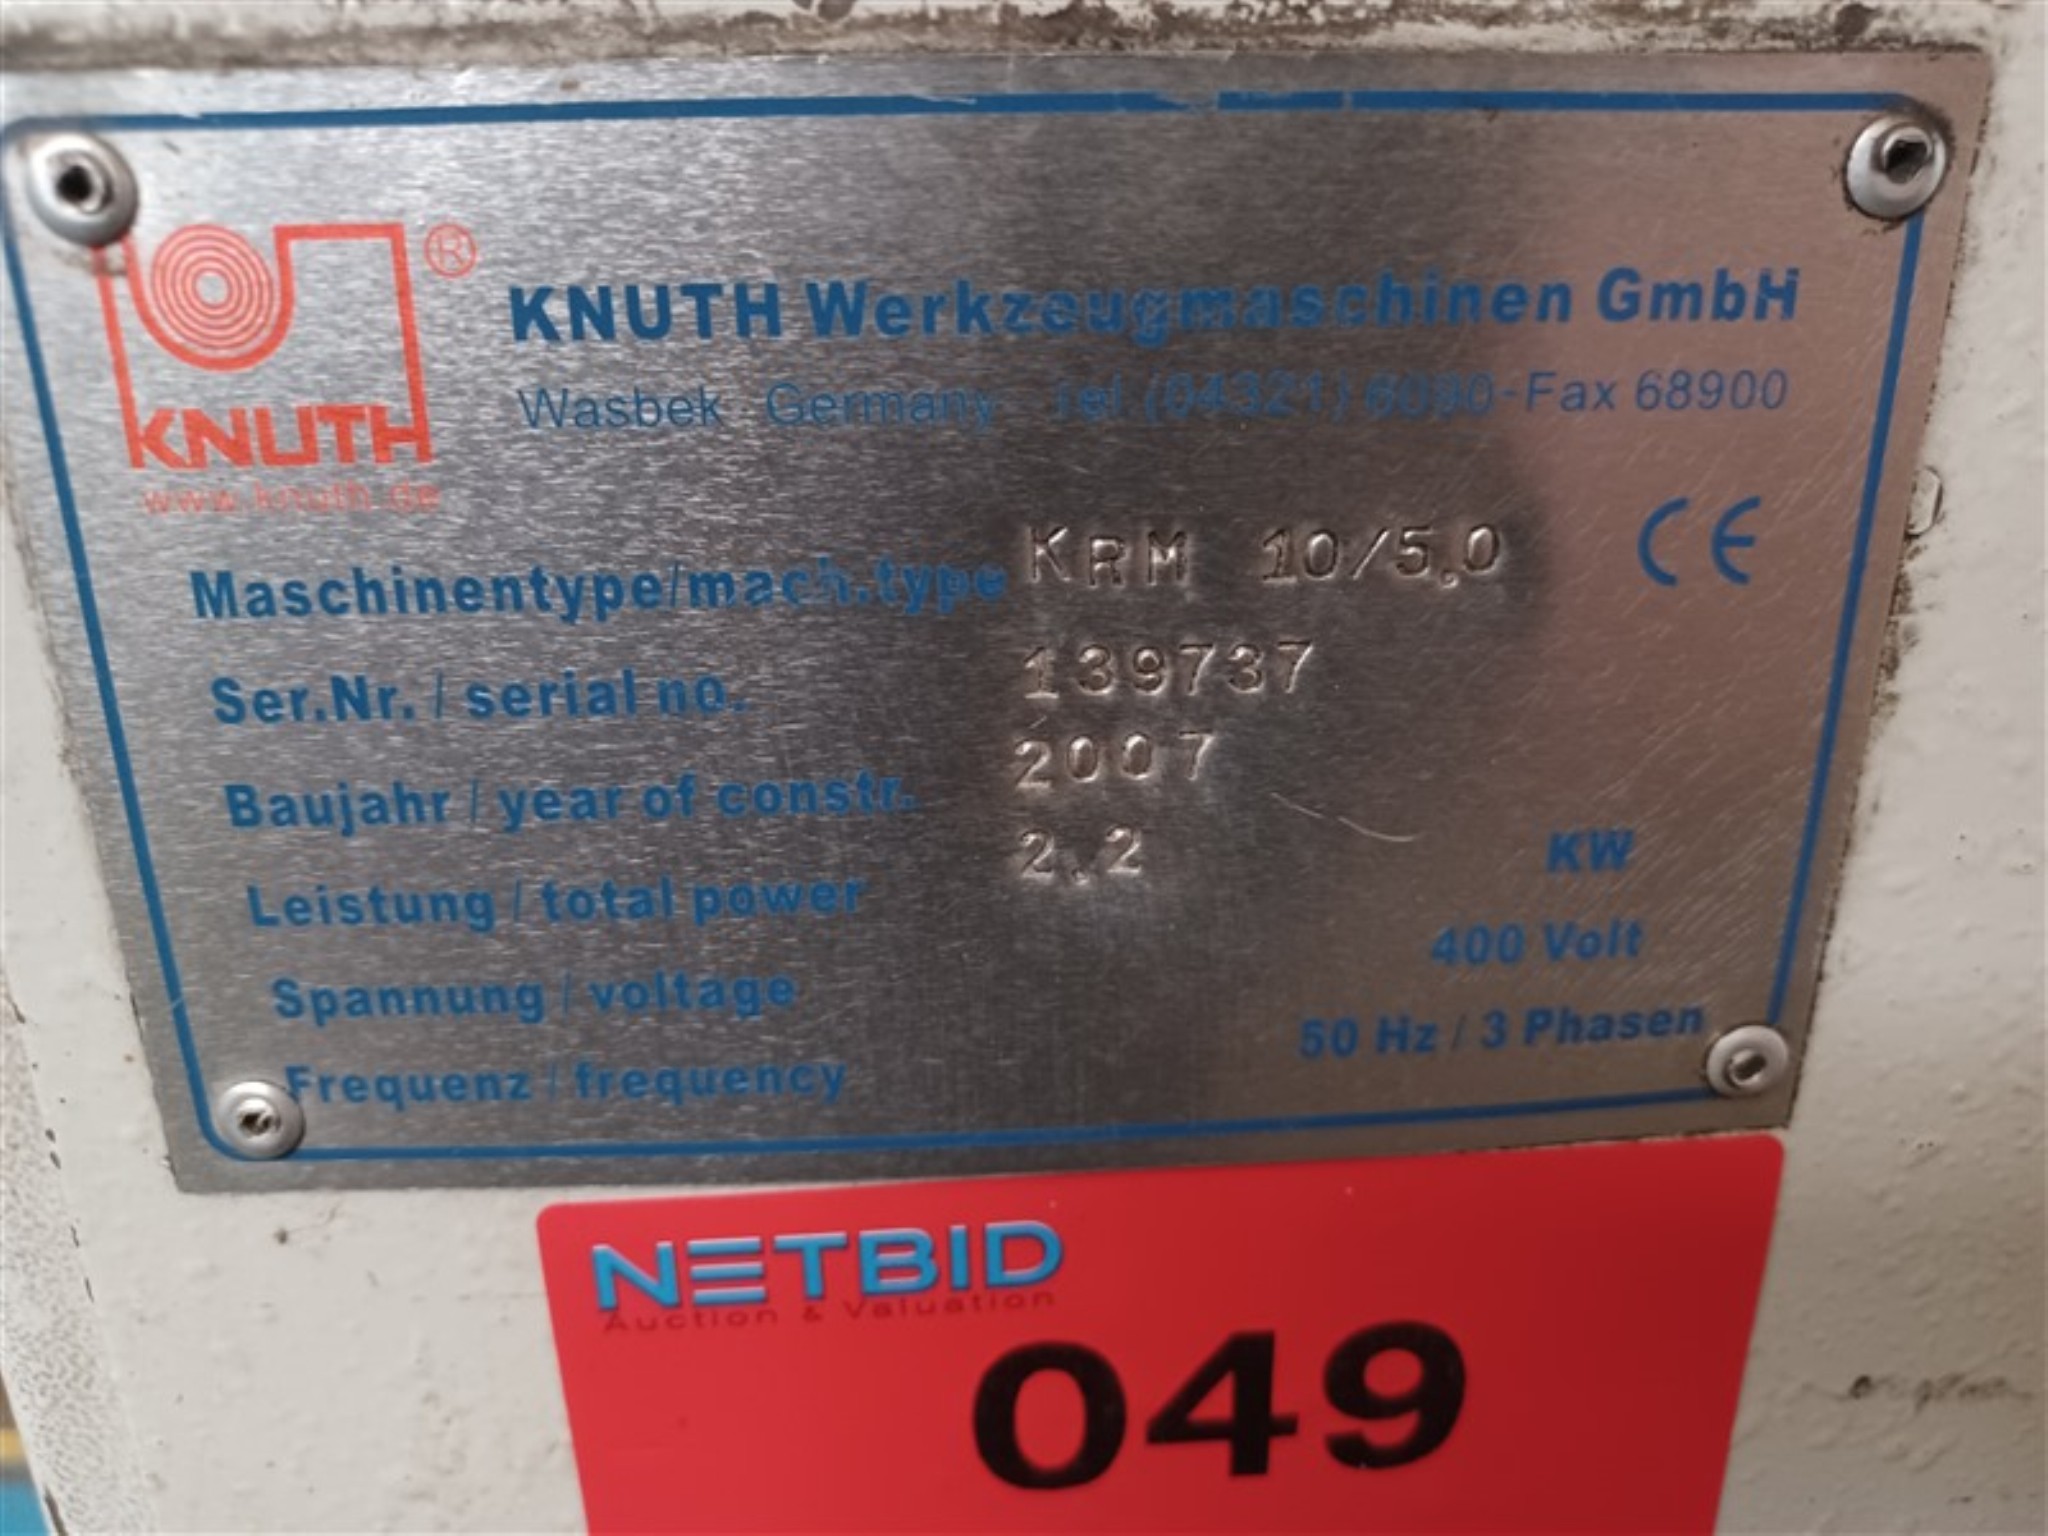 KNUTH ®
www.knuth.de
KNUTH Werkzeugmaschinen GmbH
Wasbek Germany Tel (04321) 6090-Fax 68900
CE
Maschinentype/mach.type KRM 10/5.0
Ser.Nr. / serial no. 139737
Baujahr / year of constr. 2007
Leistung / total power 2.2 KW
Spannung / voltage 400 Volt
Frequenz / frequency 50 Hz / 3 Phasen
NETBID
Auction & Valuation
049